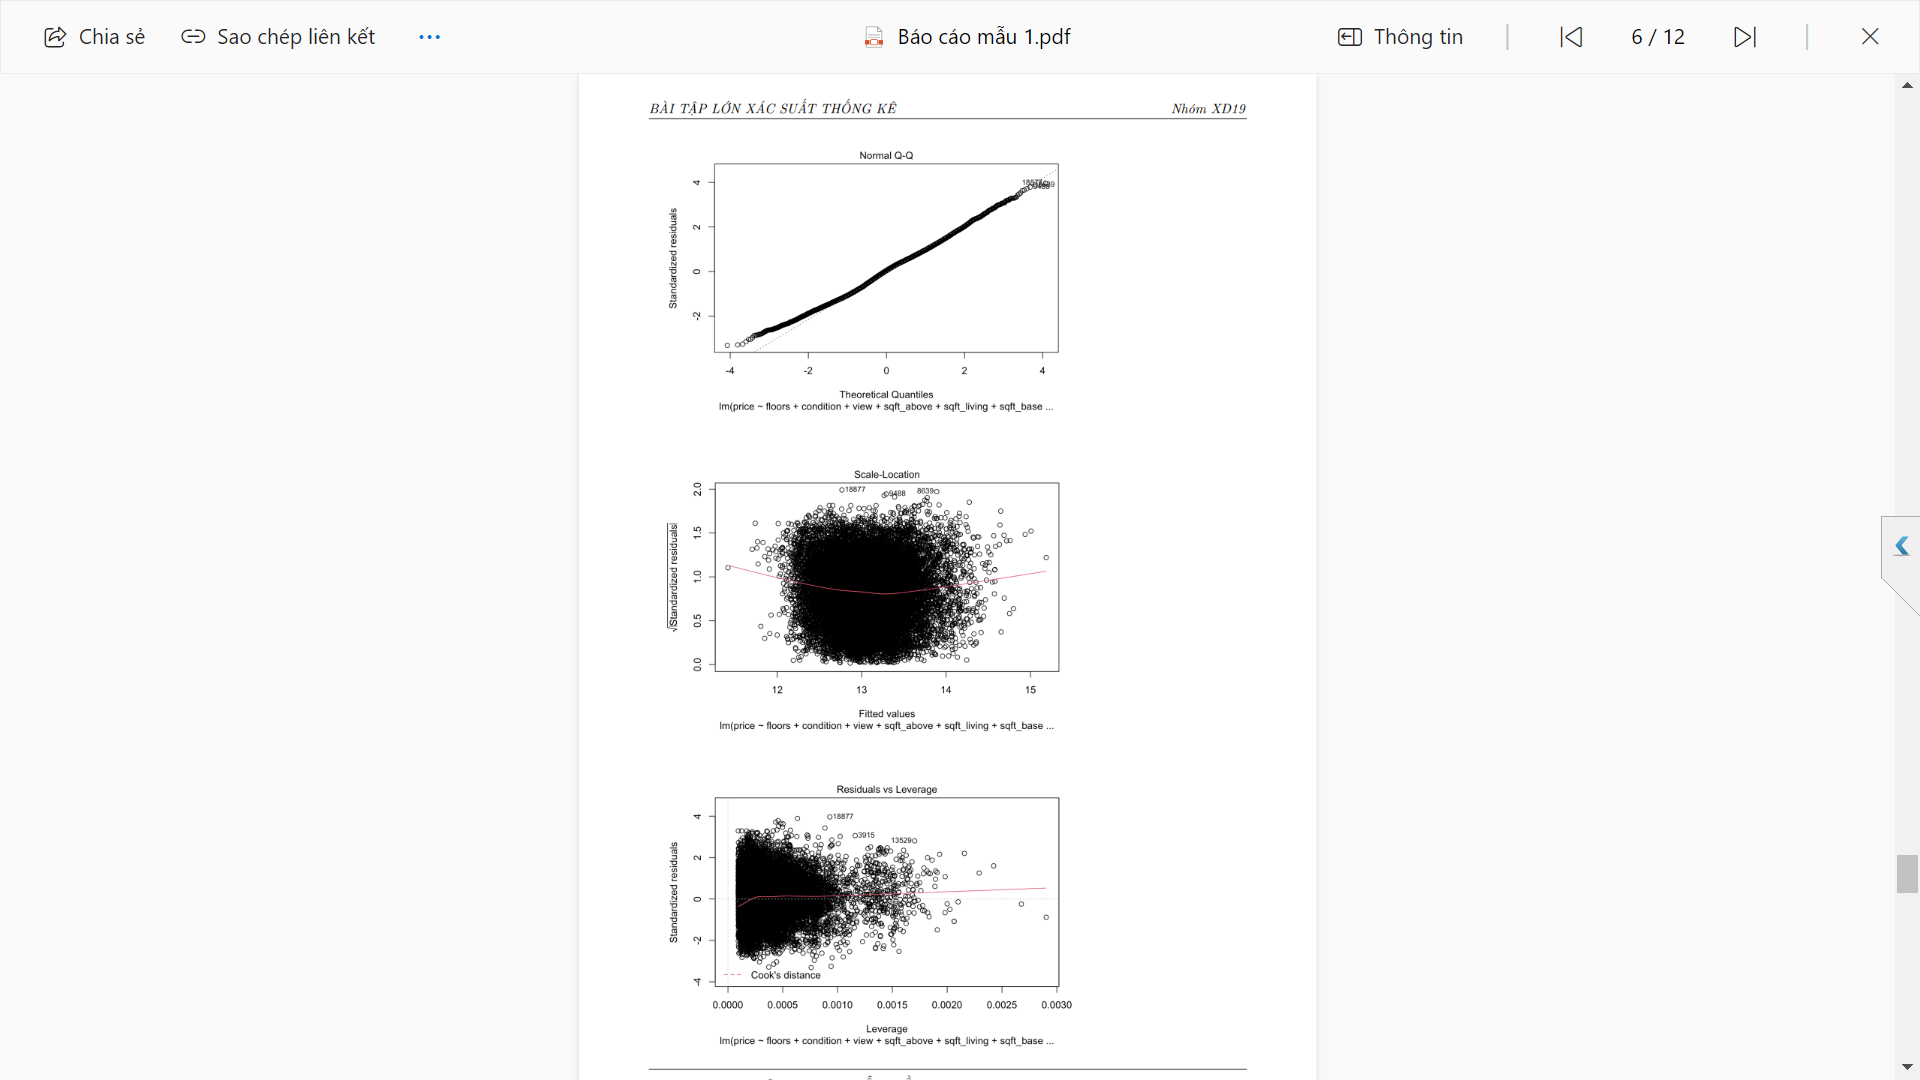 Chia sẻ
Sao chép liên kết
Báo cáo mẫu 1.pdf
Thông tin
6 / 12
BÀI TẬP LỚN XÁC SUẤT THỐNG KÊ
Nhóm XD19
Normal Q-Q
Standardized residuals
4
2
0
-2
18877
-4 -2 0 2 4
Theoretical Quantiles
lm(price ~ floors + condition + view + sqft_above + sqft_living + sqft_base ...
Scale-Location
√|Standardized residuals|
2.0
1.5
1.0
0.5
0.0
18877
9488
8639
12 13 14 15
Fitted values
lm(price ~ floors + condition + view + sqft_above + sqft_living + sqft_base ...
Residuals vs Leverage
Standardized residuals
4
2
0
-2
-4
18877
3915
13529
Cook's distance
0.0000 0.0005 0.0010 0.0015 0.0020 0.0025 0.0030
Leverage
lm(price ~ floors + condition + view + sqft_above + sqft_living + sqft_base ...